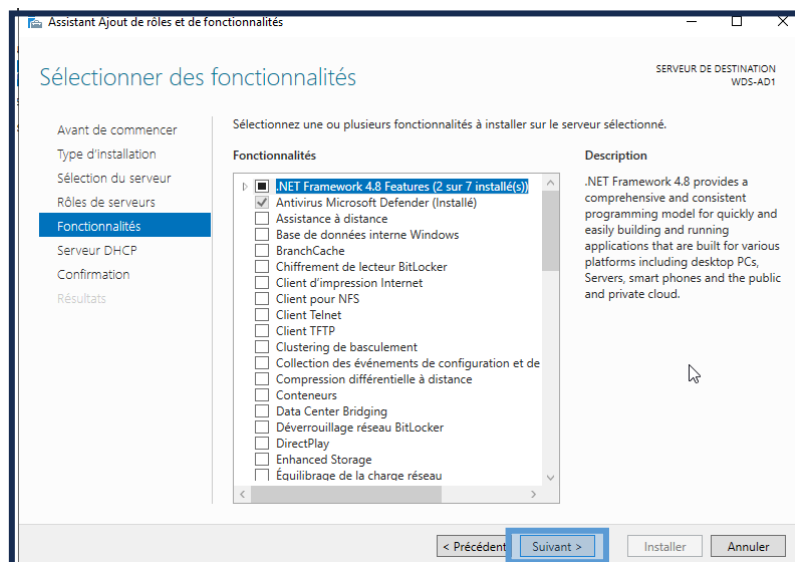 Assistant Ajout de rôles et de fonctionnalités
Sélectionner des fonctionnalités
SERVEUR DE DESTINATION
WDS-AD1
Avant de commencer
Type d'installation
Sélection du serveur
Rôles de serveurs
Fonctionnalités
Serveur DHCP
Confirmation
Résultats
Sélectionnez une ou plusieurs fonctionnalités à installer sur le serveur sélectionné.
Fonctionnalités
.NET Framework 4.8 Features (2 sur 7 installé(s))
Antivirus Microsoft Defender (Installé)
Assistance à distance
Base de données interne Windows
BranchCache
Chiffrement de lecteur BitLocker
Client d'impression Internet
Client pour NFS
Client Telnet
Client TFTP
Clustering de basculement
Collection des événements de configuration et de
Compression différentielle à distance
Conteneurs
Data Center Bridging
Déverrouillage réseau BitLocker
DirectPlay
Enhanced Storage
Équilibrage de la charge réseau
Description
.NET Framework 4.8 provides a
comprehensive and consistent
programming model for quickly and
easily building and running
applications that are built for various
platforms including desktop PCs,
Servers, smart phones and the public
and private cloud.
< Précédent
Suivant >
Installer
Annuler